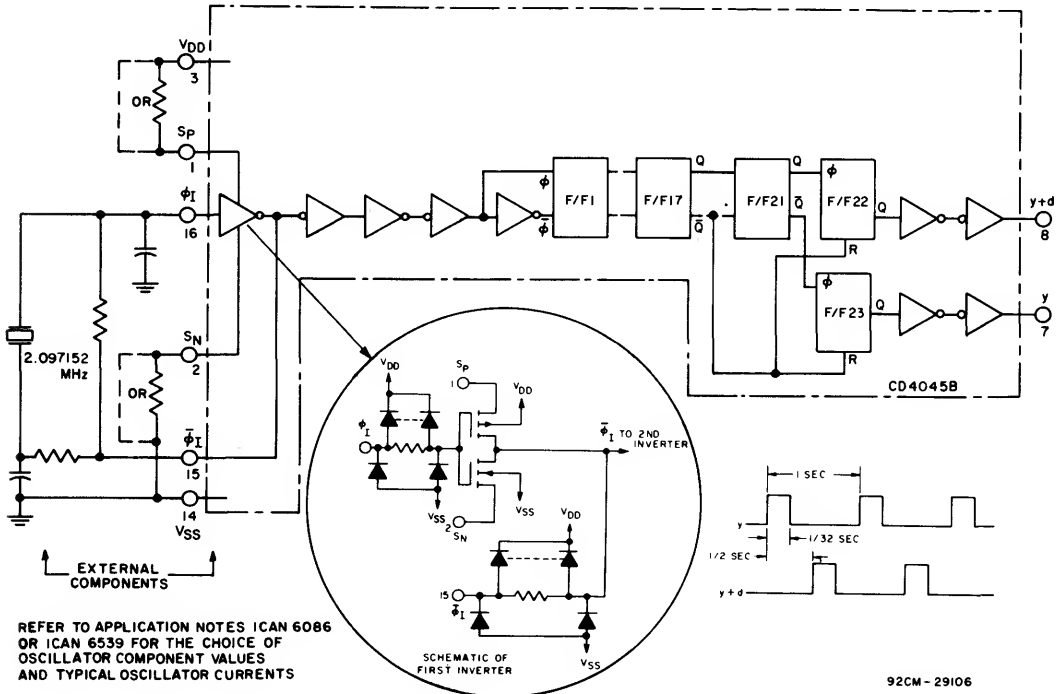 VDD
3
OR
SP
1
ϕI
16
SN
2
2.097152
MHz
OR
ϕ̅I
15
14
VSS
EXTERNAL
COMPONENTS
ϕ
ϕ̅
F/F1
F/F17
Q
Q̅
F/F21
Q
Q̅
ϕ
F/F22
Q
R
y+d
8
ϕ
F/F23
Q
R
y
7
CD4045B
VDD
SP
1
VDD
ϕI
ϕ̅I TO 2ND
INVERTER
VSS
VSS
2
SN
VDD
15
ϕ̅I
VSS
SCHEMATIC OF
FIRST INVERTER
1 SEC
y
1/32 SEC
1/2 SEC
y+d
REFER TO APPLICATION NOTES ICAN 6086
OR ICAN 6539 FOR THE CHOICE OF
OSCILLATOR COMPONENT VALUES
AND TYPICAL OSCILLATOR CURRENTS
92CM-29106